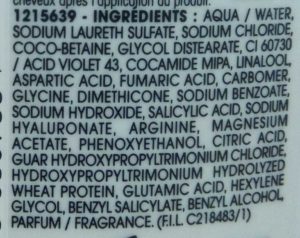 cheveux après l'application du produit.
1215639 - INGRÉDIENTS : AQUA / WATER,
SODIUM LAURETH SULFATE, SODIUM CHLORIDE,
COCO-BETAINE, GLYCOL DISTEARATE, CI 60730
/ ACID VIOLET 43, COCAMIDE MIPA, LINALOOL,
ASPARTIC ACID, FUMARIC ACID, CARBOMER,
GLYCINE, DIMETHICONE, SODIUM BENZOATE,
SODIUM HYDROXIDE, SALICYLIC ACID, SODIUM
HYALURONATE, ARGININE, MAGNESIUM
ACETATE, PHENOXYETHANOL, CITRIC ACID,
GUAR HYDROXYPROPYLTRIMONIUM CHLORIDE,
HYDROXYPROPYLTRIMONIUM HYDROLYZED
WHEAT PROTEIN, GLUTAMIC ACID, HEXYLENE
GLYCOL, BENZYL SALICYLATE, BENZYL ALCOHOL,
PARFUM / FRAGRANCE. (F.I.L. C218483/1)